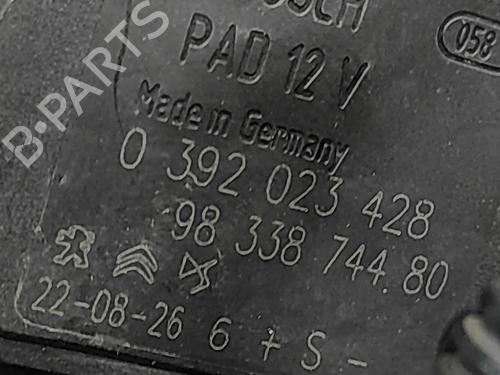 PAD 12 V
058
Made in Germany
0 392 023 428
98 338 744 80
22-08-26 6 + S -
B-PARTS